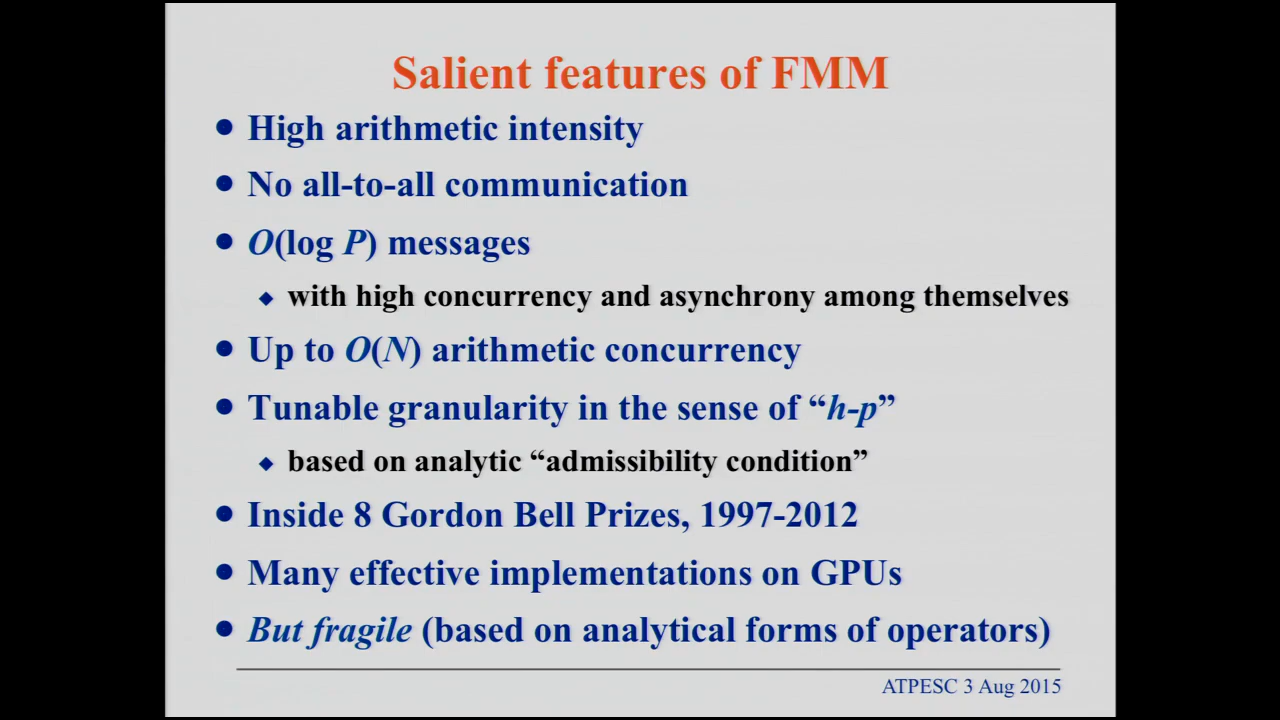 Salient features of FMM
• High arithmetic intensity
• No all-to-all communication
• O(log P) messages
◆ with high concurrency and asynchrony among themselves
• Up to O(N) arithmetic concurrency
• Tunable granularity in the sense of “h-p”
◆ based on analytic “admissibility condition”
• Inside 8 Gordon Bell Prizes, 1997-2012
• Many effective implementations on GPUs
• But fragile (based on analytical forms of operators)
ATPESC 3 Aug 2015